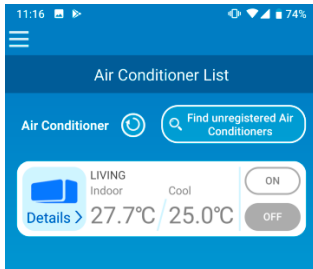 11:16 74%
Air Conditioner List
Air Conditioner
Find unregistered Air
Conditioners
LIVING
Indoor Cool
ON
Details > 27.7℃ 25.0℃
OFF